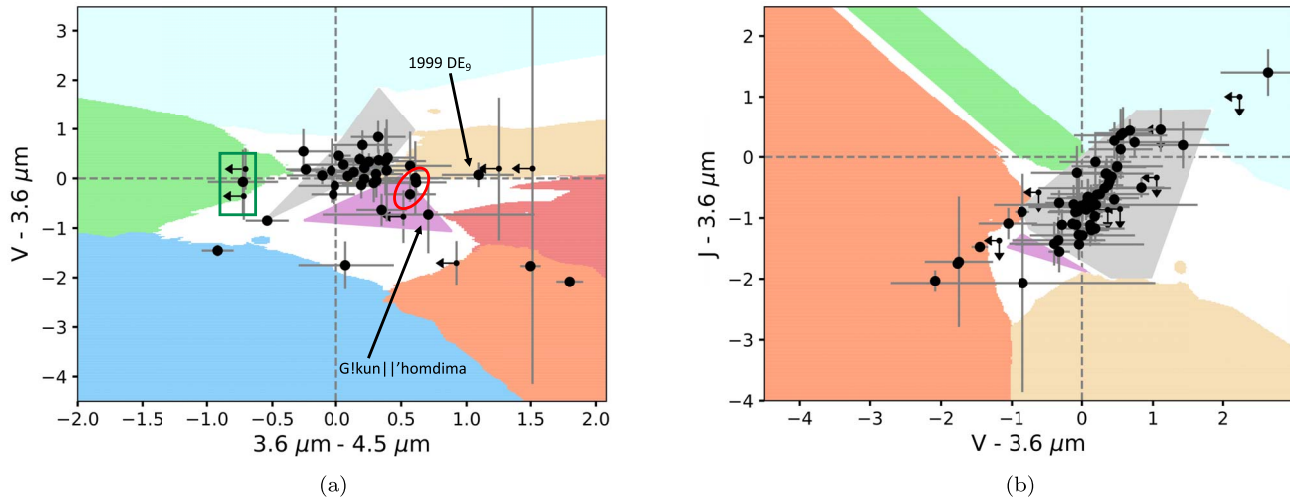 3
2
1
0
−1
−2
−3
−4
V - 3.6 μm
−2.0 −1.5 −1.0 −0.5 0.0 0.5 1.0 1.5 2.0
3.6 μm - 4.5 μm
1999 DE₉
G!kun||’homdima
(a)
2
1
0
−1
−2
−3
−4
J - 3.6 μm
−4 −3 −2 −1 0 1 2
V - 3.6 μm
(b)